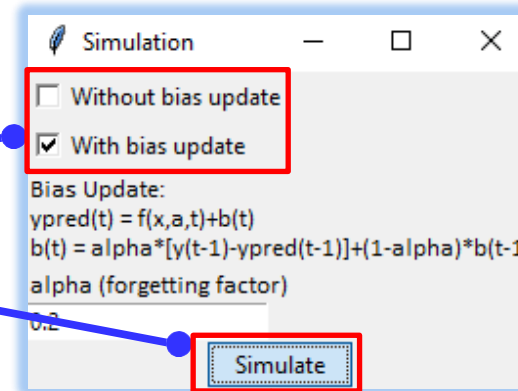 Simulation
Without bias update
With bias update
Bias Update:
ypred(t) = f(x,a,t)+b(t)
b(t) = alpha*[y(t-1)-ypred(t-1)]+(1-alpha)*b(t-1
alpha (forgetting factor)
0.2
Simulate